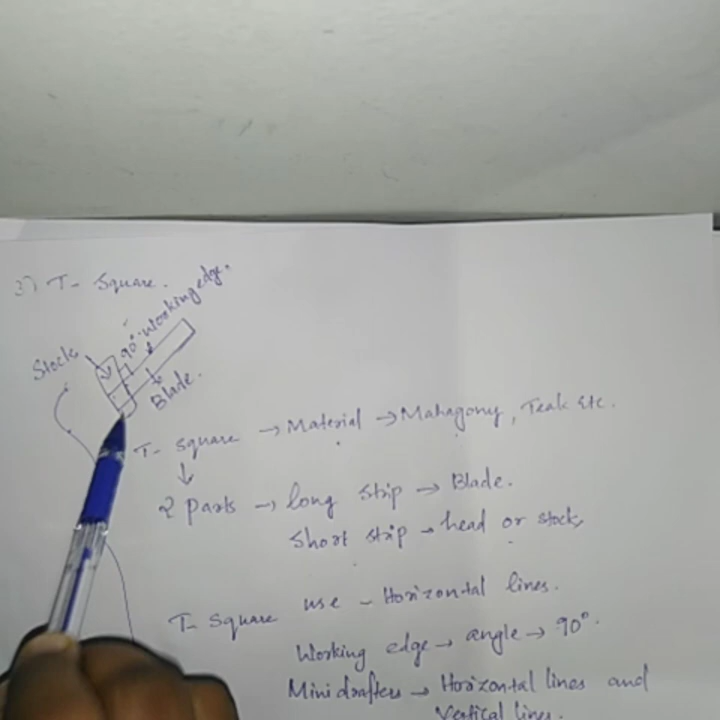 3) T- Square.
90° Working edge.
Stock
Blade.
T- square → Material → Mahagony, Teak Etc.
2 Parts → long strip → Blade.
Short strip → head or stock
T- Square use - Horizontal lines.
Working edge → angle → 90°.
Mini drafters → Horizontal lines and
Vertical lines.